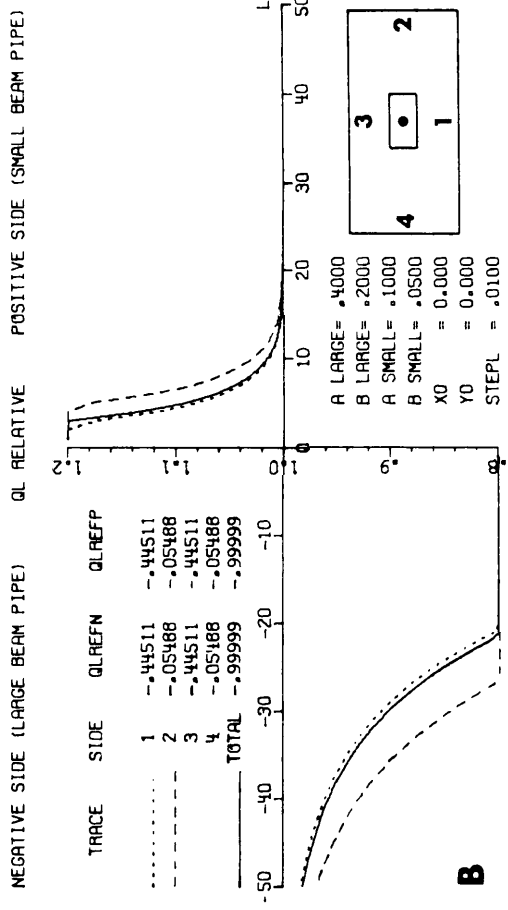 NEGATIVE SIDE (LARGE BEAM PIPE) QL RELATIVE POSITIVE SIDE (SMALL BEAM PIPE)
TRACE SIDE QLREFN QLREFP
1 -.44511 -.44511
2 -.05488 -.05488
3 -.44511 -.44511
4 -.05488 -.05488
TOTAL -.99999 -.99999
1.2
1.1
1.0
.9
.8
-50 -40 -30 -20 -10 0 10 20 30 40 50
L
A LARGE= .4000
B LARGE= .2000
A SMALL= .1000
B SMALL= .0500
X0 = 0.000
Y0 = 0.000
STEPL = .0100
3
4
2
1
B